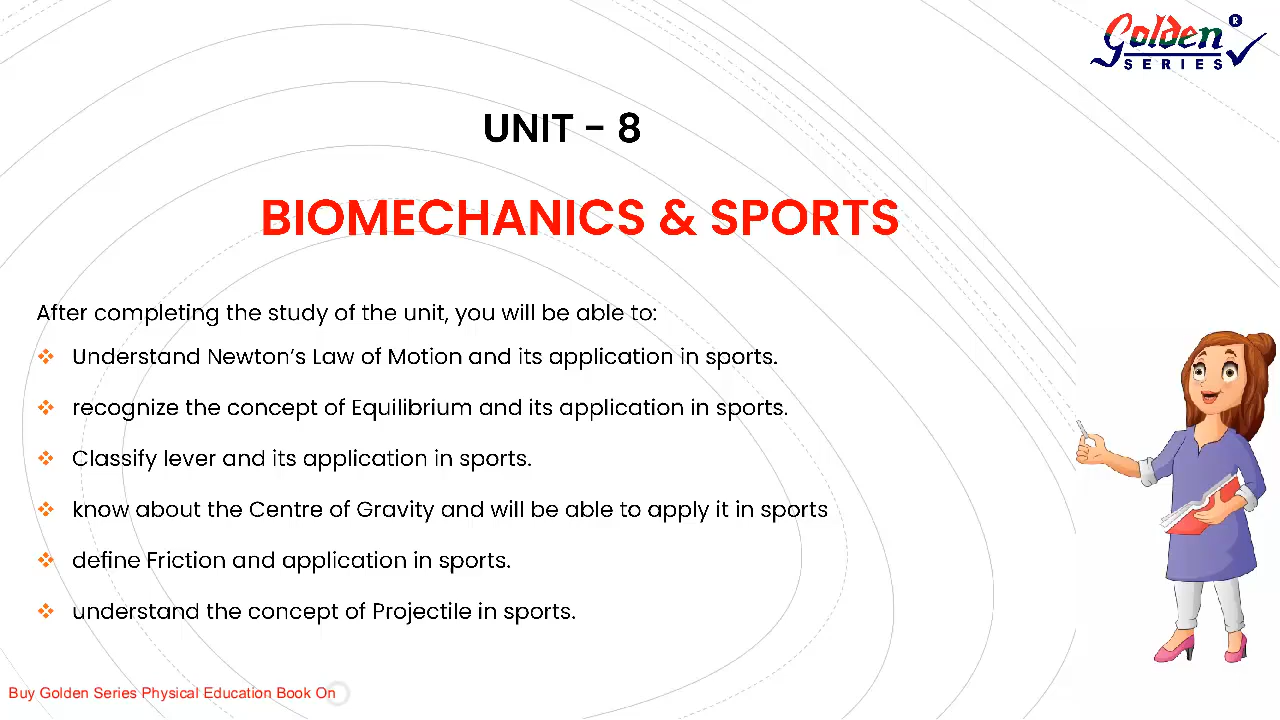 Golden ®
SERIES
UNIT - 8
BIOMECHANICS & SPORTS
After completing the study of the unit, you will be able to:
❖ Understand Newton's Law of Motion and its application in sports.
❖ recognize the concept of Equilibrium and its application in sports.
❖ Classify lever and its application in sports.
❖ know about the Centre of Gravity and will be able to apply it in sports
❖ define Friction and application in sports.
❖ understand the concept of Projectile in sports.
Buy Golden Series Physical Education Book On